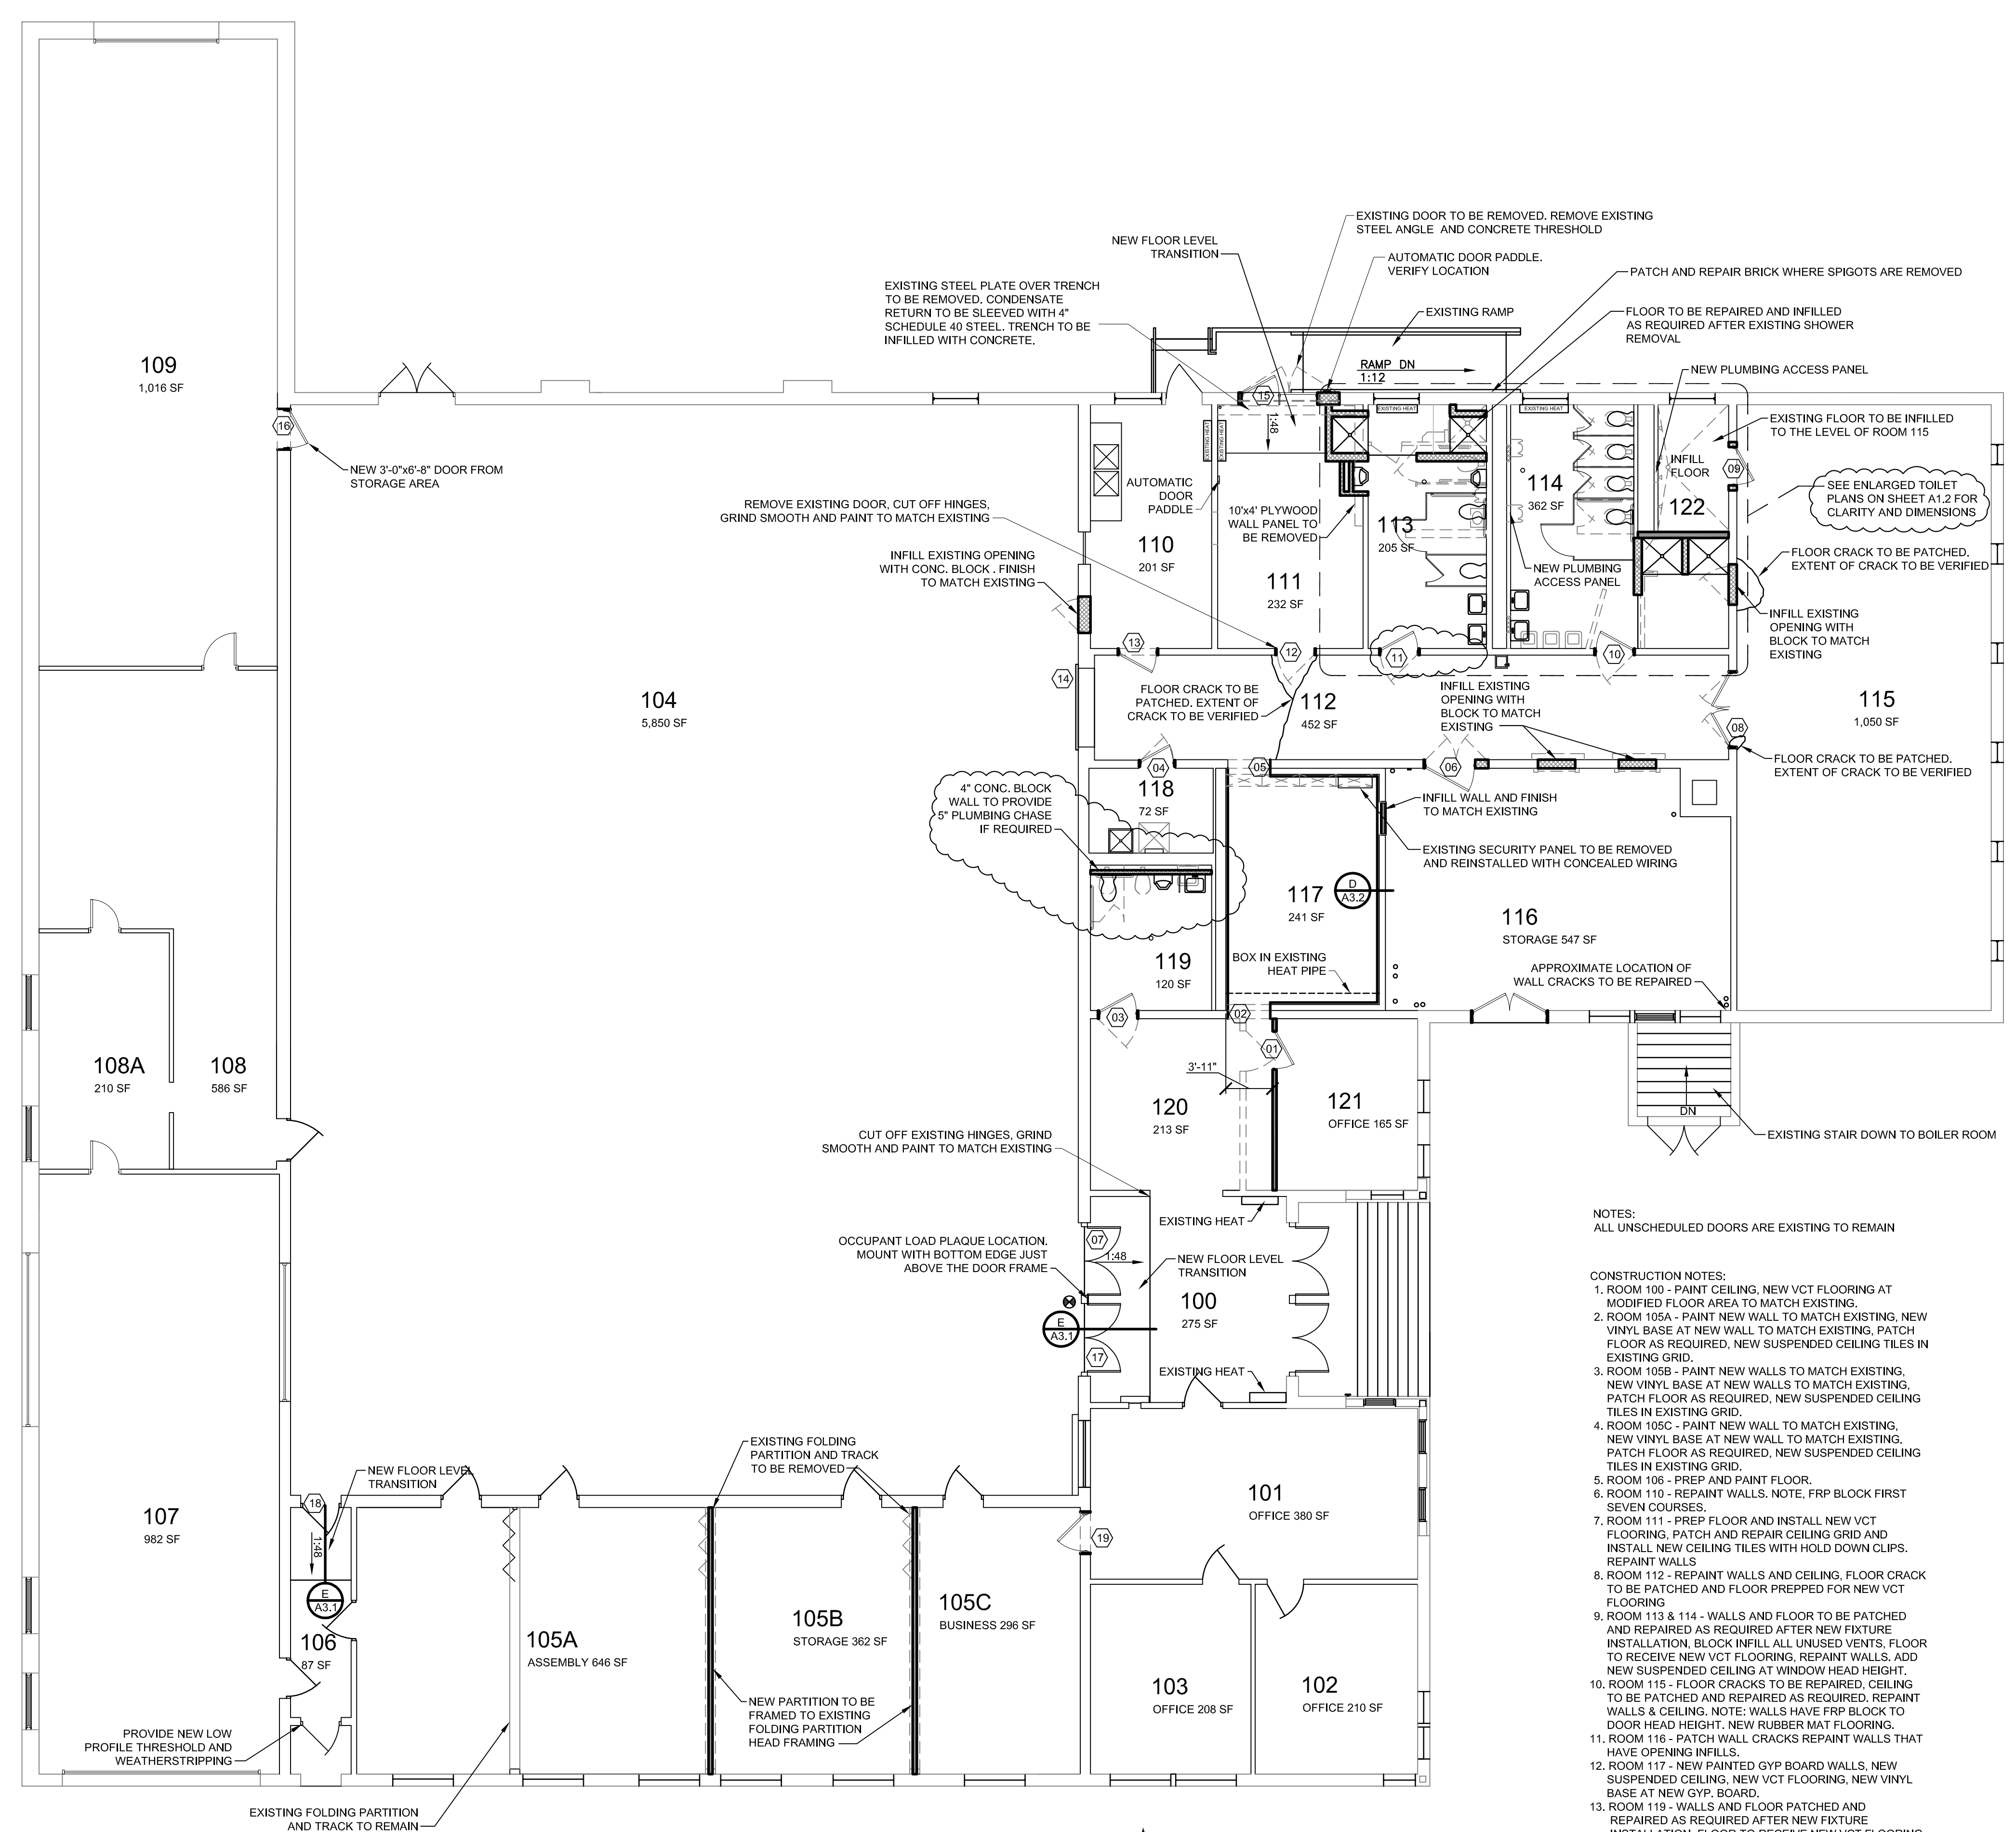 EXISTING DOOR TO BE REMOVED. REMOVE EXISTING
STEEL ANGLE AND CONCRETE THRESHOLD
NEW FLOOR LEVEL
TRANSITION
AUTOMATIC DOOR PADDLE.
VERIFY LOCATION
PATCH AND REPAIR BRICK WHERE SPIGOTS ARE REMOVED
EXISTING STEEL PLATE OVER TRENCH
TO BE REMOVED. CONDENSATE
RETURN TO BE SLEEVED WITH 4"
SCHEDULE 40 STEEL. TRENCH TO BE
INFILLED WITH CONCRETE.
EXISTING RAMP
FLOOR TO BE REPAIRED AND INFILLED
AS REQUIRED AFTER EXISTING SHOWER
REMOVAL
RAMP DN
1:12
NEW PLUMBING ACCESS PANEL
109
1,016 SF
15
EXISTING HEAT
EXISTING HEAT
EXISTING HEAT
EXISTING HEAT
1:48
EXISTING FLOOR TO BE INFILLED
TO THE LEVEL OF ROOM 115
16
NEW 3'-0"x6'-8" DOOR FROM
STORAGE AREA
INFILL
FLOOR
09
AUTOMATIC
DOOR
PADDLE
114
362 SF
122
SEE ENLARGED TOILET
PLANS ON SHEET A1.2 FOR
CLARITY AND DIMENSIONS
REMOVE EXISTING DOOR, CUT OFF HINGES,
GRIND SMOOTH AND PAINT TO MATCH EXISTING
10'x4' PLYWOOD
WALL PANEL TO
BE REMOVED
113
205 SF
110
201 SF
INFILL EXISTING OPENING
WITH CONC. BLOCK . FINISH
TO MATCH EXISTING
FLOOR CRACK TO BE PATCHED.
EXTENT OF CRACK TO BE VERIFIED
NEW PLUMBING
ACCESS PANEL
111
232 SF
INFILL EXISTING
OPENING WITH
BLOCK TO MATCH
EXISTING
13
12
11
10
14
104
5,850 SF
FLOOR CRACK TO BE
PATCHED. EXTENT OF
CRACK TO BE VERIFIED
112
452 SF
INFILL EXISTING
OPENING WITH
BLOCK TO MATCH
EXISTING
115
1,050 SF
08
FLOOR CRACK TO BE PATCHED.
EXTENT OF CRACK TO BE VERIFIED
04
05
06
4" CONC. BLOCK
WALL TO PROVIDE
5" PLUMBING CHASE
IF REQUIRED
118
72 SF
INFILL WALL AND FINISH
TO MATCH EXISTING
EXISTING SECURITY PANEL TO BE REMOVED
AND REINSTALLED WITH CONCEALED WIRING
D
A3.2
117
241 SF
116
STORAGE 547 SF
119
120 SF
BOX IN EXISTING
HEAT PIPE
APPROXIMATE LOCATION OF
WALL CRACKS TO BE REPAIRED
03
02
01
3'-11"
108A
210 SF
108
586 SF
120
213 SF
121
OFFICE 165 SF
DN
EXISTING STAIR DOWN TO BOILER ROOM
CUT OFF EXISTING HINGES, GRIND
SMOOTH AND PAINT TO MATCH EXISTING
EXISTING HEAT
07
1:48
OCCUPANT LOAD PLAQUE LOCATION.
MOUNT WITH BOTTOM EDGE JUST
ABOVE THE DOOR FRAME
NEW FLOOR LEVEL
TRANSITION
100
275 SF
E
A3.1
17
EXISTING HEAT
EXISTING FOLDING
PARTITION AND TRACK
TO BE REMOVED
NEW FLOOR LEVEL
TRANSITION
18
1:48
107
982 SF
19
101
OFFICE 380 SF
E
A3.1
106
87 SF
105A
ASSEMBLY 646 SF
105B
STORAGE 362 SF
105C
BUSINESS 296 SF
103
OFFICE 208 SF
102
OFFICE 210 SF
NEW PARTITION TO BE
FRAMED TO EXISTING
FOLDING PARTITION
HEAD FRAMING
PROVIDE NEW LOW
PROFILE THRESHOLD AND
WEATHERSTRIPPING
EXISTING FOLDING PARTITION
AND TRACK TO REMAIN
NOTES:
ALL UNSCHEDULED DOORS ARE EXISTING TO REMAIN
CONSTRUCTION NOTES:
1. ROOM 100 - PAINT CEILING, NEW VCT FLOORING AT
MODIFIED FLOOR AREA TO MATCH EXISTING.
2. ROOM 105A - PAINT NEW WALL TO MATCH EXISTING, NEW
VINYL BASE AT NEW WALL TO MATCH EXISTING, PATCH
FLOOR AS REQUIRED, NEW SUSPENDED CEILING TILES IN
EXISTING GRID.
3. ROOM 105B - PAINT NEW WALLS TO MATCH EXISTING,
NEW VINYL BASE AT NEW WALLS TO MATCH EXISTING,
PATCH FLOOR AS REQUIRED, NEW SUSPENDED CEILING
TILES IN EXISTING GRID.
4. ROOM 105C - PAINT NEW WALL TO MATCH EXISTING,
NEW VINYL BASE AT NEW WALL TO MATCH EXISTING,
PATCH FLOOR AS REQUIRED, NEW SUSPENDED CEILING
TILES IN EXISTING GRID.
5. ROOM 106 - PREP AND PAINT FLOOR.
6. ROOM 110 - REPAINT WALLS. NOTE, FRP BLOCK FIRST
SEVEN COURSES.
7. ROOM 111 - PREP FLOOR AND INSTALL NEW VCT
FLOORING, PATCH AND REPAIR CEILING GRID AND
INSTALL NEW CEILING TILES WITH HOLD DOWN CLIPS.
REPAINT WALLS
8. ROOM 112 - REPAINT WALLS AND CEILING, FLOOR CRACK
TO BE PATCHED AND FLOOR PREPPED FOR NEW VCT
FLOORING
9. ROOM 113 & 114 - WALLS AND FLOOR TO BE PATCHED
AND REPAIRED AS REQUIRED AFTER NEW FIXTURE
INSTALLATION, BLOCK INFILL ALL UNUSED VENTS, FLOOR
TO RECEIVE NEW VCT FLOORING, REPAINT WALLS. ADD
NEW SUSPENDED CEILING AT WINDOW HEAD HEIGHT.
10. ROOM 115 - FLOOR CRACKS TO BE REPAIRED, CEILING
TO BE PATCHED AND REPAIRED AS REQUIRED. REPAINT
WALLS & CEILING. NOTE: WALLS HAVE FRP BLOCK TO
DOOR HEAD HEIGHT. NEW RUBBER MAT FLOORING.
11. ROOM 116 - PATCH WALL CRACKS REPAINT WALLS THAT
HAVE OPENING INFILLS.
12. ROOM 117 - NEW PAINTED GYP BOARD WALLS, NEW
SUSPENDED CEILING, NEW VCT FLOORING, NEW VINYL
BASE AT NEW GYP. BOARD.
13. ROOM 119 - WALLS AND FLOOR PATCHED AND
REPAIRED AS REQUIRED AFTER NEW FIXTURE
INSTALLATION, FLOOR TO RECEIVE NEW VCT FLOORING